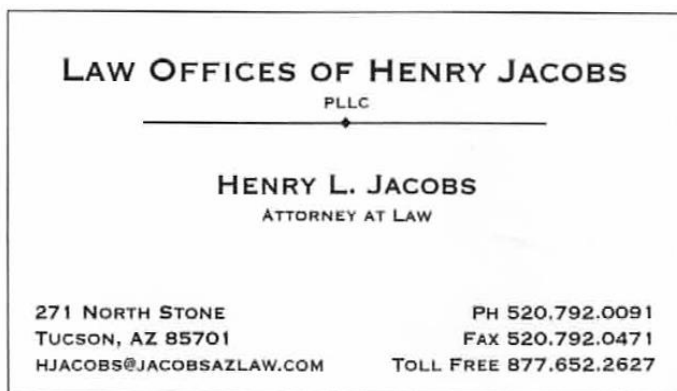 LAW OFFICES OF HENRY JACOBS
PLLC
HENRY L. JACOBS
ATTORNEY AT LAW
271 NORTH STONE
TUCSON, AZ 85701
HJACOBS@JACOBSAZLAW.COM
PH 520.792.0091
FAX 520.792.0471
TOLL FREE 877.652.2627